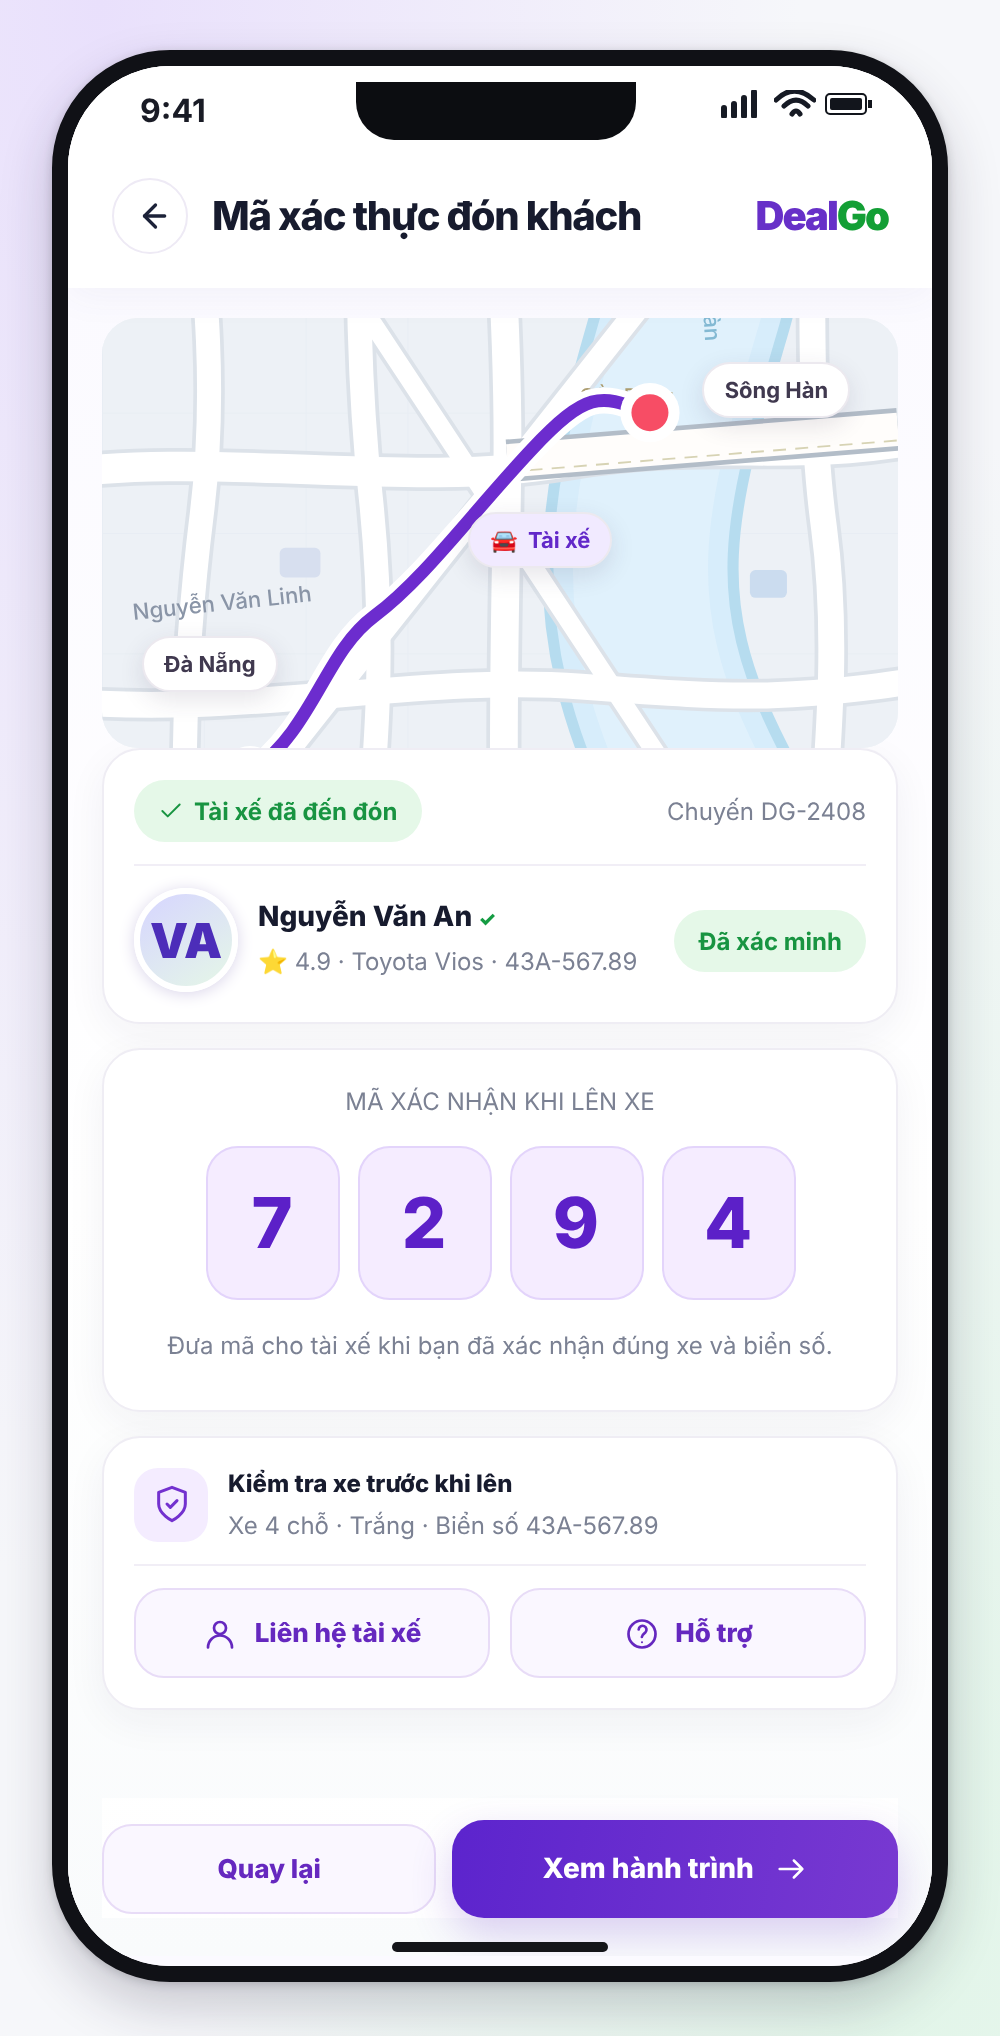 9:41
Mã xác thực đón khách
DealGo
Sông Hàn
Tài xế
Nguyễn Văn Linh
Đà Nẵng
Tài xế đã đến đón
Chuyến DG-2408
VA
Nguyễn Văn An
4.9 · Toyota Vios · 43A-567.89
Đã xác minh
MÃ XÁC NHẬN KHI LÊN XE
7 2 9 4
Đưa mã cho tài xế khi bạn đã xác nhận đúng xe và biển số.
Kiểm tra xe trước khi lên
Xe 4 chỗ · Trắng · Biển số 43A-567.89
Liên hệ tài xế
Hỗ trợ
Quay lại
Xem hành trình